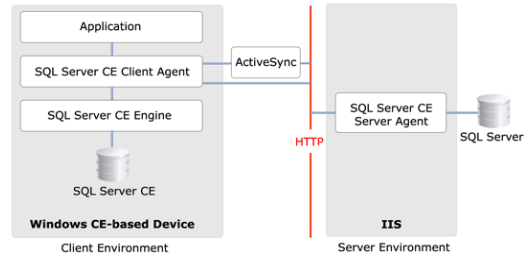 Application
SQL Server CE Client Agent
ActiveSync
SQL Server CE Engine
SQL Server CE
Windows CE-based Device
Client Environment
HTTP
SQL Server CE
Server Agent
SQL Server
IIS
Server Environment